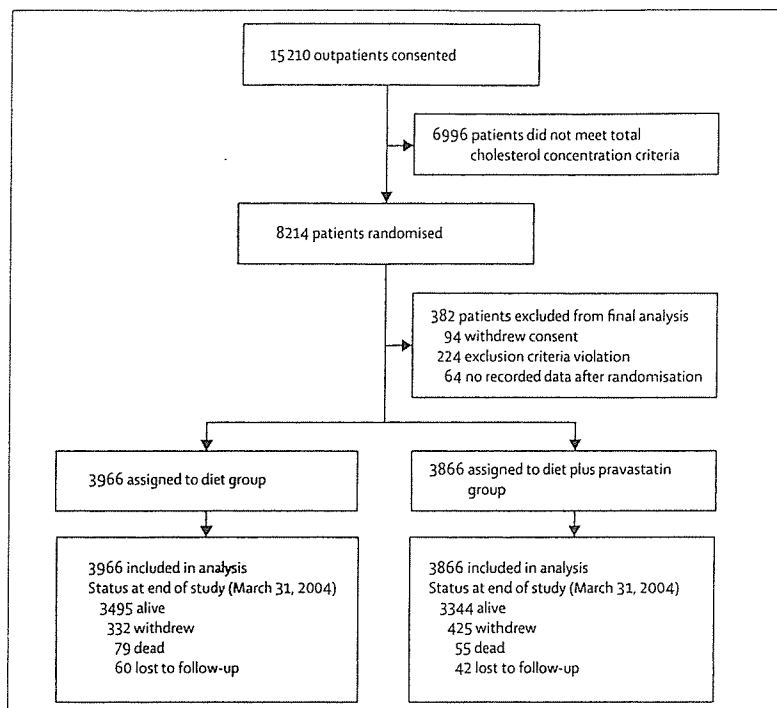 15210 outpatients consented
6996 patients did not meet total
cholesterol concentration criteria
8214 patients randomised
382 patients excluded from final analysis
94 withdrew consent
224 exclusion criteria violation
64 no recorded data after randomisation
3966 assigned to diet group
3866 assigned to diet plus pravastatin
group
3966 included in analysis
Status at end of study (March 31, 2004)
3495 alive
332 withdrew
79 dead
60 lost to follow-up
3866 included in analysis
Status at end of study (March 31, 2004)
3344 alive
425 withdrew
55 dead
42 lost to follow-up